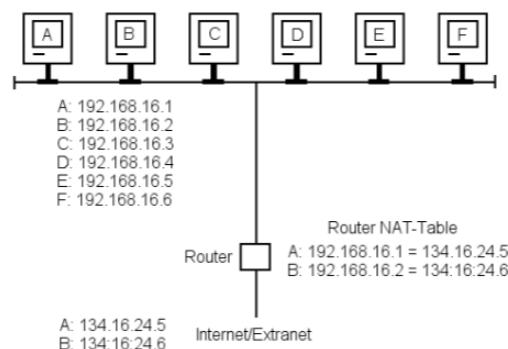 A B C D E F
A: 192.168.16.1
B: 192.168.16.2
C: 192.168.16.3
D: 192.168.16.4
E: 192.168.16.5
F: 192.168.16.6
Router NAT-Table
A: 192.168.16.1 = 134.16.24.5
B: 192.168.16.2 = 134:16:24.6
Router
A: 134.16.24.5
B: 134:16:24.6
Internet/Extranet